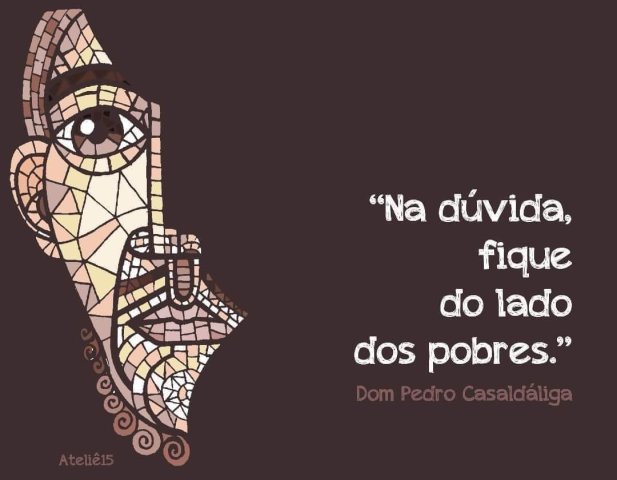 “Na dúvida,
fique
do lado
dos pobres.”
Dom Pedro Casaldáliga
Ateliê15